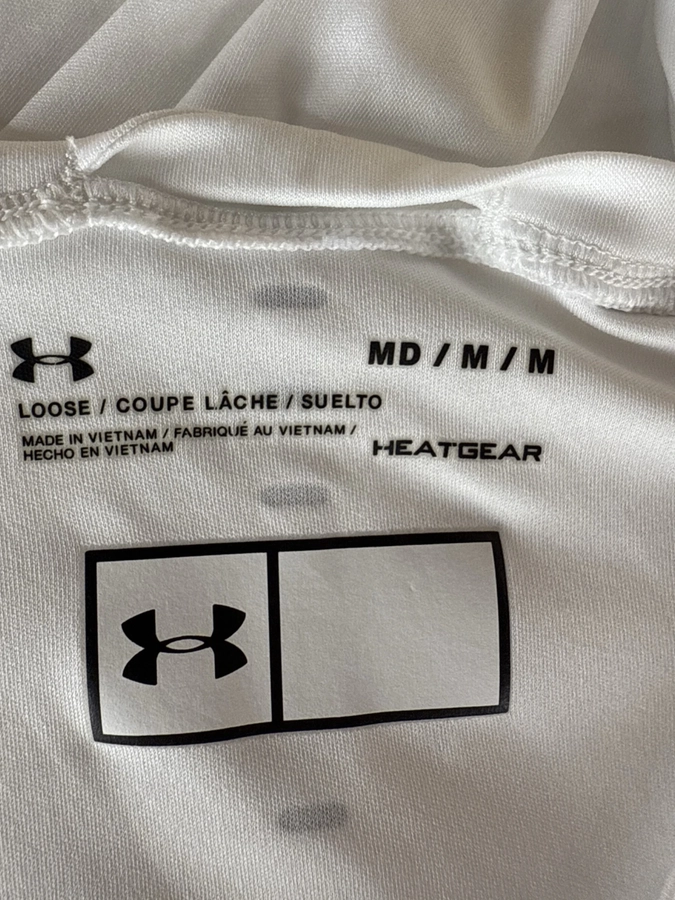 MD / M / M
LOOSE / COUPE LÂCHE / SUELTO
MADE IN VIETNAM / FABRIQUÉ AU VIETNAM /
HECHO EN VIETNAM
HEATGEAR